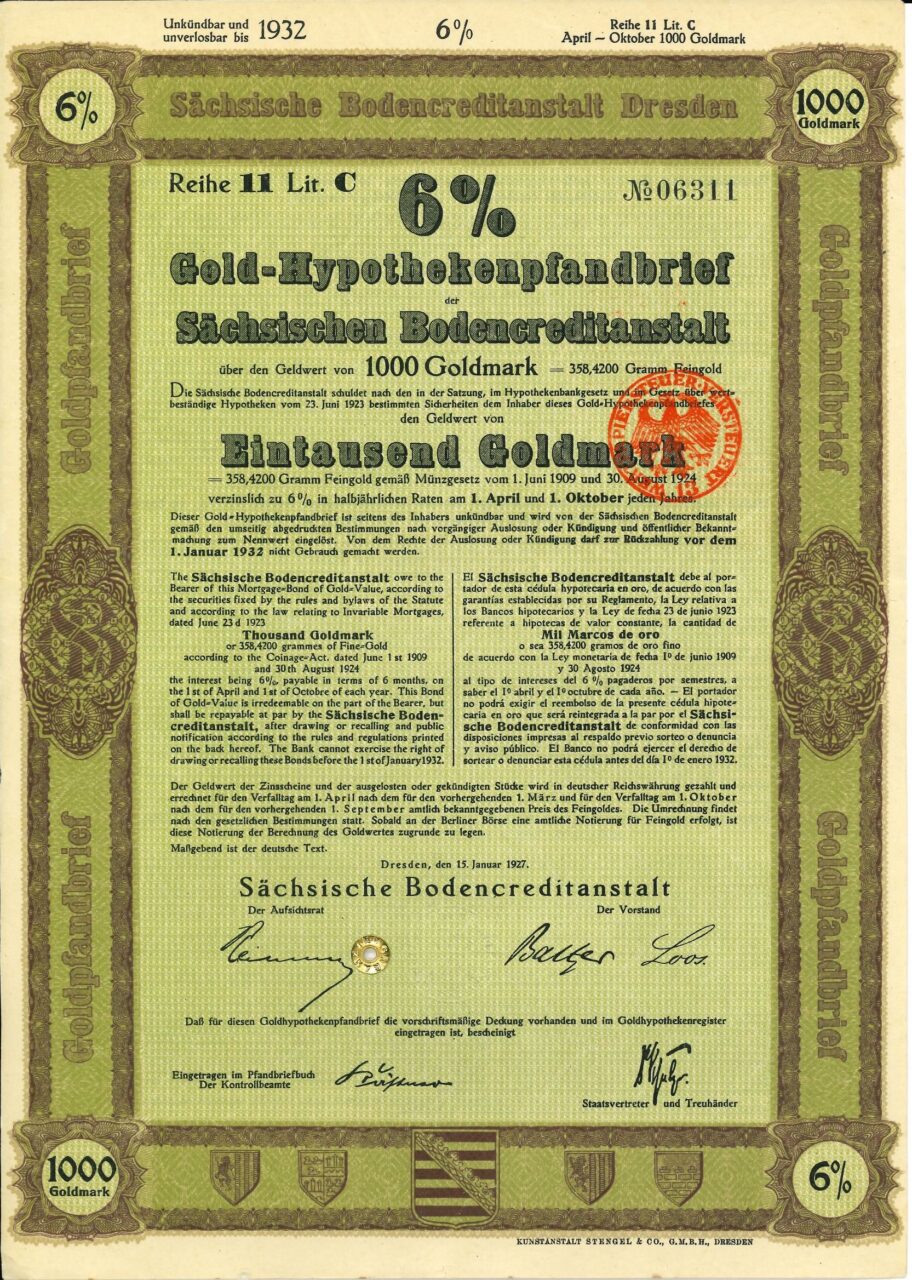 Unkündbar und
unverlosbar bis 1932
6%
Reihe 11 Lit. C
April – Oktober 1000 Goldmark
6%
Sächsische Bodencreditanstalt Dresden
1000
Goldmark
Reihe 11 Lit. C
6%
№ 06311
Gold-Hypothekenpfandbrief
der
Sächsischen Bodencreditanstalt
über den Geldwert von 1000 Goldmark = 358,4200 Gramm Feingold
Die Sächsische Bodencreditanstalt schuldet nach den in der Satzung, im Hypothekenbankgesetz und im Gesetz über wert-
beständige Hypotheken vom 23. Juni 1923 bestimmten Sicherheiten dem Inhaber dieses Gold-Hypothekenpfandbriefes
den Geldwert von
Eintausend Goldmark
= 358,4200 Gramm Feingold gemäß Münzgesetz vom 1. Juni 1909 und 30. August 1924
verzinslich zu 6% in halbjährlichen Raten am 1. April und 1. Oktober jeden Jahres.
Dieser Gold-Hypothekenpfandbrief ist seitens des Inhabers unkündbar und wird von der Sächsischen Bodencreditanstalt
gemäß den umseitig abgedruckten Bestimmungen nach vorgängiger Auslosung oder Kündigung und öffentlicher Bekannt-
machung zum Nennwert eingelöst. Von dem Rechte der Auslosung oder Kündigung darf zur Rückzahlung vor dem
1. Januar 1932 nicht Gebrauch gemacht werden.
The Sächsische Bodencreditanstalt owe to the
Bearer of this Mortgage-Bond of Gold-Value, according to
the securities fixed by the rules and bylaws of the Statute
and according to the law relating to Invariable Mortgages,
dated June 23 d 1923
Thousand Goldmark
or 358,4200 grammes of Fine-Gold
according to the Coinage-Act. dated June 1 st 1909
and 30th August 1924
the interest being 6%, payable in terms of 6 months, on
the 1 st of April and 1 st of Octobre of each year. This Bond
of Gold-Value is irredeemable on the part of the Bearer, but
shall be repayable at par by the Sächsische Boden-
creditanstalt, after drawing or recalling and public
notification according to the rules and regulations printed
on the back hereof. The Bank cannot exercise the right of
drawing or recalling these Bonds before the 1 st of January 1932.
El Sächsische Bodencreditanstalt debe al por-
tador de esta cédula hypotecaria en oro, de acuerdo con las
garantías establecidas por su Reglamento, la Ley relativa a
los Bancos hipotecarios y la Ley de fecha 23 de junio 1923
referente a hipotecas de valor constante, la cantidad de
Mil Marcos de oro
o sea 358,4200 gramos de oro fino
de acuerdo con la Ley monetaria de fecha 1º de junio 1909
y 30 Agosto 1924
al tipo de intereses del 6% pagaderos por semestres, a
saber el 1º abril y el 1º octubre de cada año. — El portador
no podrá exigir el reembolso de la presente cédula hipote-
caria en oro que será reintegrada a la par por el Sächsi-
sche Bodencreditanstalt de conformidad con las
disposiciones impresas al respaldo previo sorteo o denuncia
y aviso público. El Banco no podrá ejercer el derecho de
sortear o denunciar esta cédula antes del día 1º de enero 1932.
Der Geldwert der Zinsscheine und der ausgelosten oder gekündigten Stücke wird in deutscher Reichswährung gezahlt und
errechnet für den Verfalltag am 1. April nach dem für den vorhergehenden 1. März und für den Verfalltag am 1. Oktober
nach dem für den vorhergehenden 1. September amtlich bekanntgegebenen Preis des Feingoldes. Die Umrechnung findet
nach den gesetzlichen Bestimmungen statt. Sobald an der Berliner Börse eine amtliche Notierung für Feingold erfolgt, ist
diese Notierung der Berechnung des Goldwertes zugrunde zu legen.
Maßgebend ist der deutsche Text.
Dresden, den 15. Januar 1927.
Sächsische Bodencreditanstalt
Der Aufsichtsrat
Der Vorstand
Balzer Loos.
Daß für diesen Goldhypothekenpfandbrief die vorschriftsmäßige Deckung vorhanden und im Goldhypothekenregister
eingetragen ist, bescheinigt
Eingetragen im Pfandbriefbuch
Der Kontrollbeamte
Staatsvertreter und Treuhänder
Goldpfandbrief
Goldpfandbrief
Goldpfandbrief
Goldpfandbrief
1000
Goldmark
6%
KUNSTANSTALT STENGEL & CO., G.M.B.H., DRESDEN